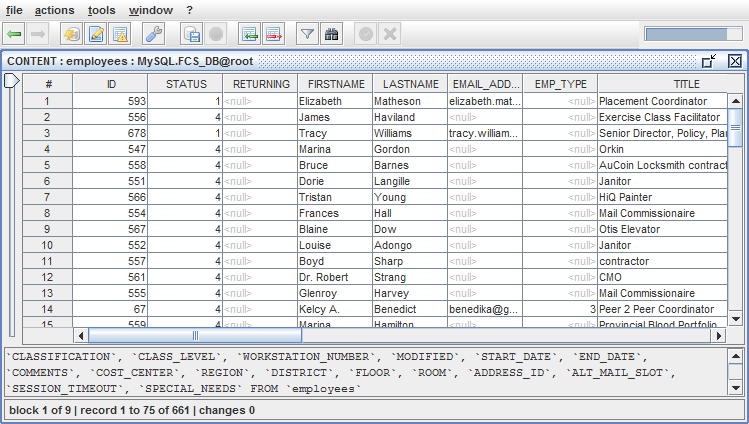 file actions tools window ?
CONTENT : employees : MySQL.FCS_DB@root
# ID STATUS RETURNING FIRSTNAME LASTNAME EMAIL_ADD... EMP_TYPE TITLE
1 593 1 <null> Elizabeth Matheson elizabeth.mat... <null> Placement Coordinator
2 556 4 <null> James Haviland <null> <null> Exercise Class Facilitator
3 678 1 <null> Tracy Williams tracy.william... <null> Senior Director, Policy, Pla
4 547 4 <null> Marina Gordon <null> <null> Orkin
5 558 4 <null> Bruce Barnes <null> <null> AuCoin Locksmith contract
6 551 4 <null> Dorie Langille <null> <null> Janitor
7 566 4 <null> Tristan Young <null> <null> HiQ Painter
8 554 4 <null> Frances Hall <null> <null> Mail Commissionaire
9 567 4 <null> Blaine Dow <null> <null> Otis Elevator
10 552 4 <null> Louise Adongo <null> <null> Janitor
11 557 4 <null> Boyd Sharp <null> <null> contractor
12 561 4 <null> Dr. Robert Strang <null> <null> CMO
13 555 4 <null> Glenroy Harvey <null> <null> Mail Commissionaire
14 67 4 <null> Kelcy A. Benedict benedika@g... 3 Peer 2 Peer Coordinator
15 559 4 <null> Marina Hamilton <null> <null> Provincial Blood Portfolio
`CLASSIFICATION`, `CLASS_LEVEL`, `WORKSTATION_NUMBER`, `MODIFIED`, `START_DATE`, `END_DATE`,
`COMMENTS`, `COST_CENTER`, `REGION`, `DISTRICT`, `FLOOR`, `ROOM`, `ADDRESS_ID`, `ALT_MAIL_SLOT`,
`SESSION_TIMEOUT`, `SPECIAL_NEEDS` FROM `employees`
block 1 of 9 | record 1 to 75 of 661 | changes 0